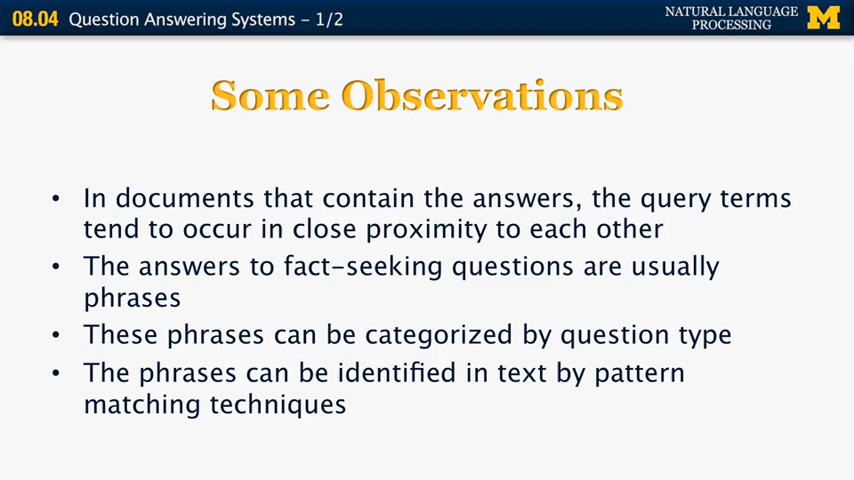 08.04 Question Answering Systems – 1/2
NATURAL LANGUAGE
PROCESSING
M
Some Observations
• In documents that contain the answers, the query terms
tend to occur in close proximity to each other
• The answers to fact-seeking questions are usually
phrases
• These phrases can be categorized by question type
• The phrases can be identified in text by pattern
matching techniques